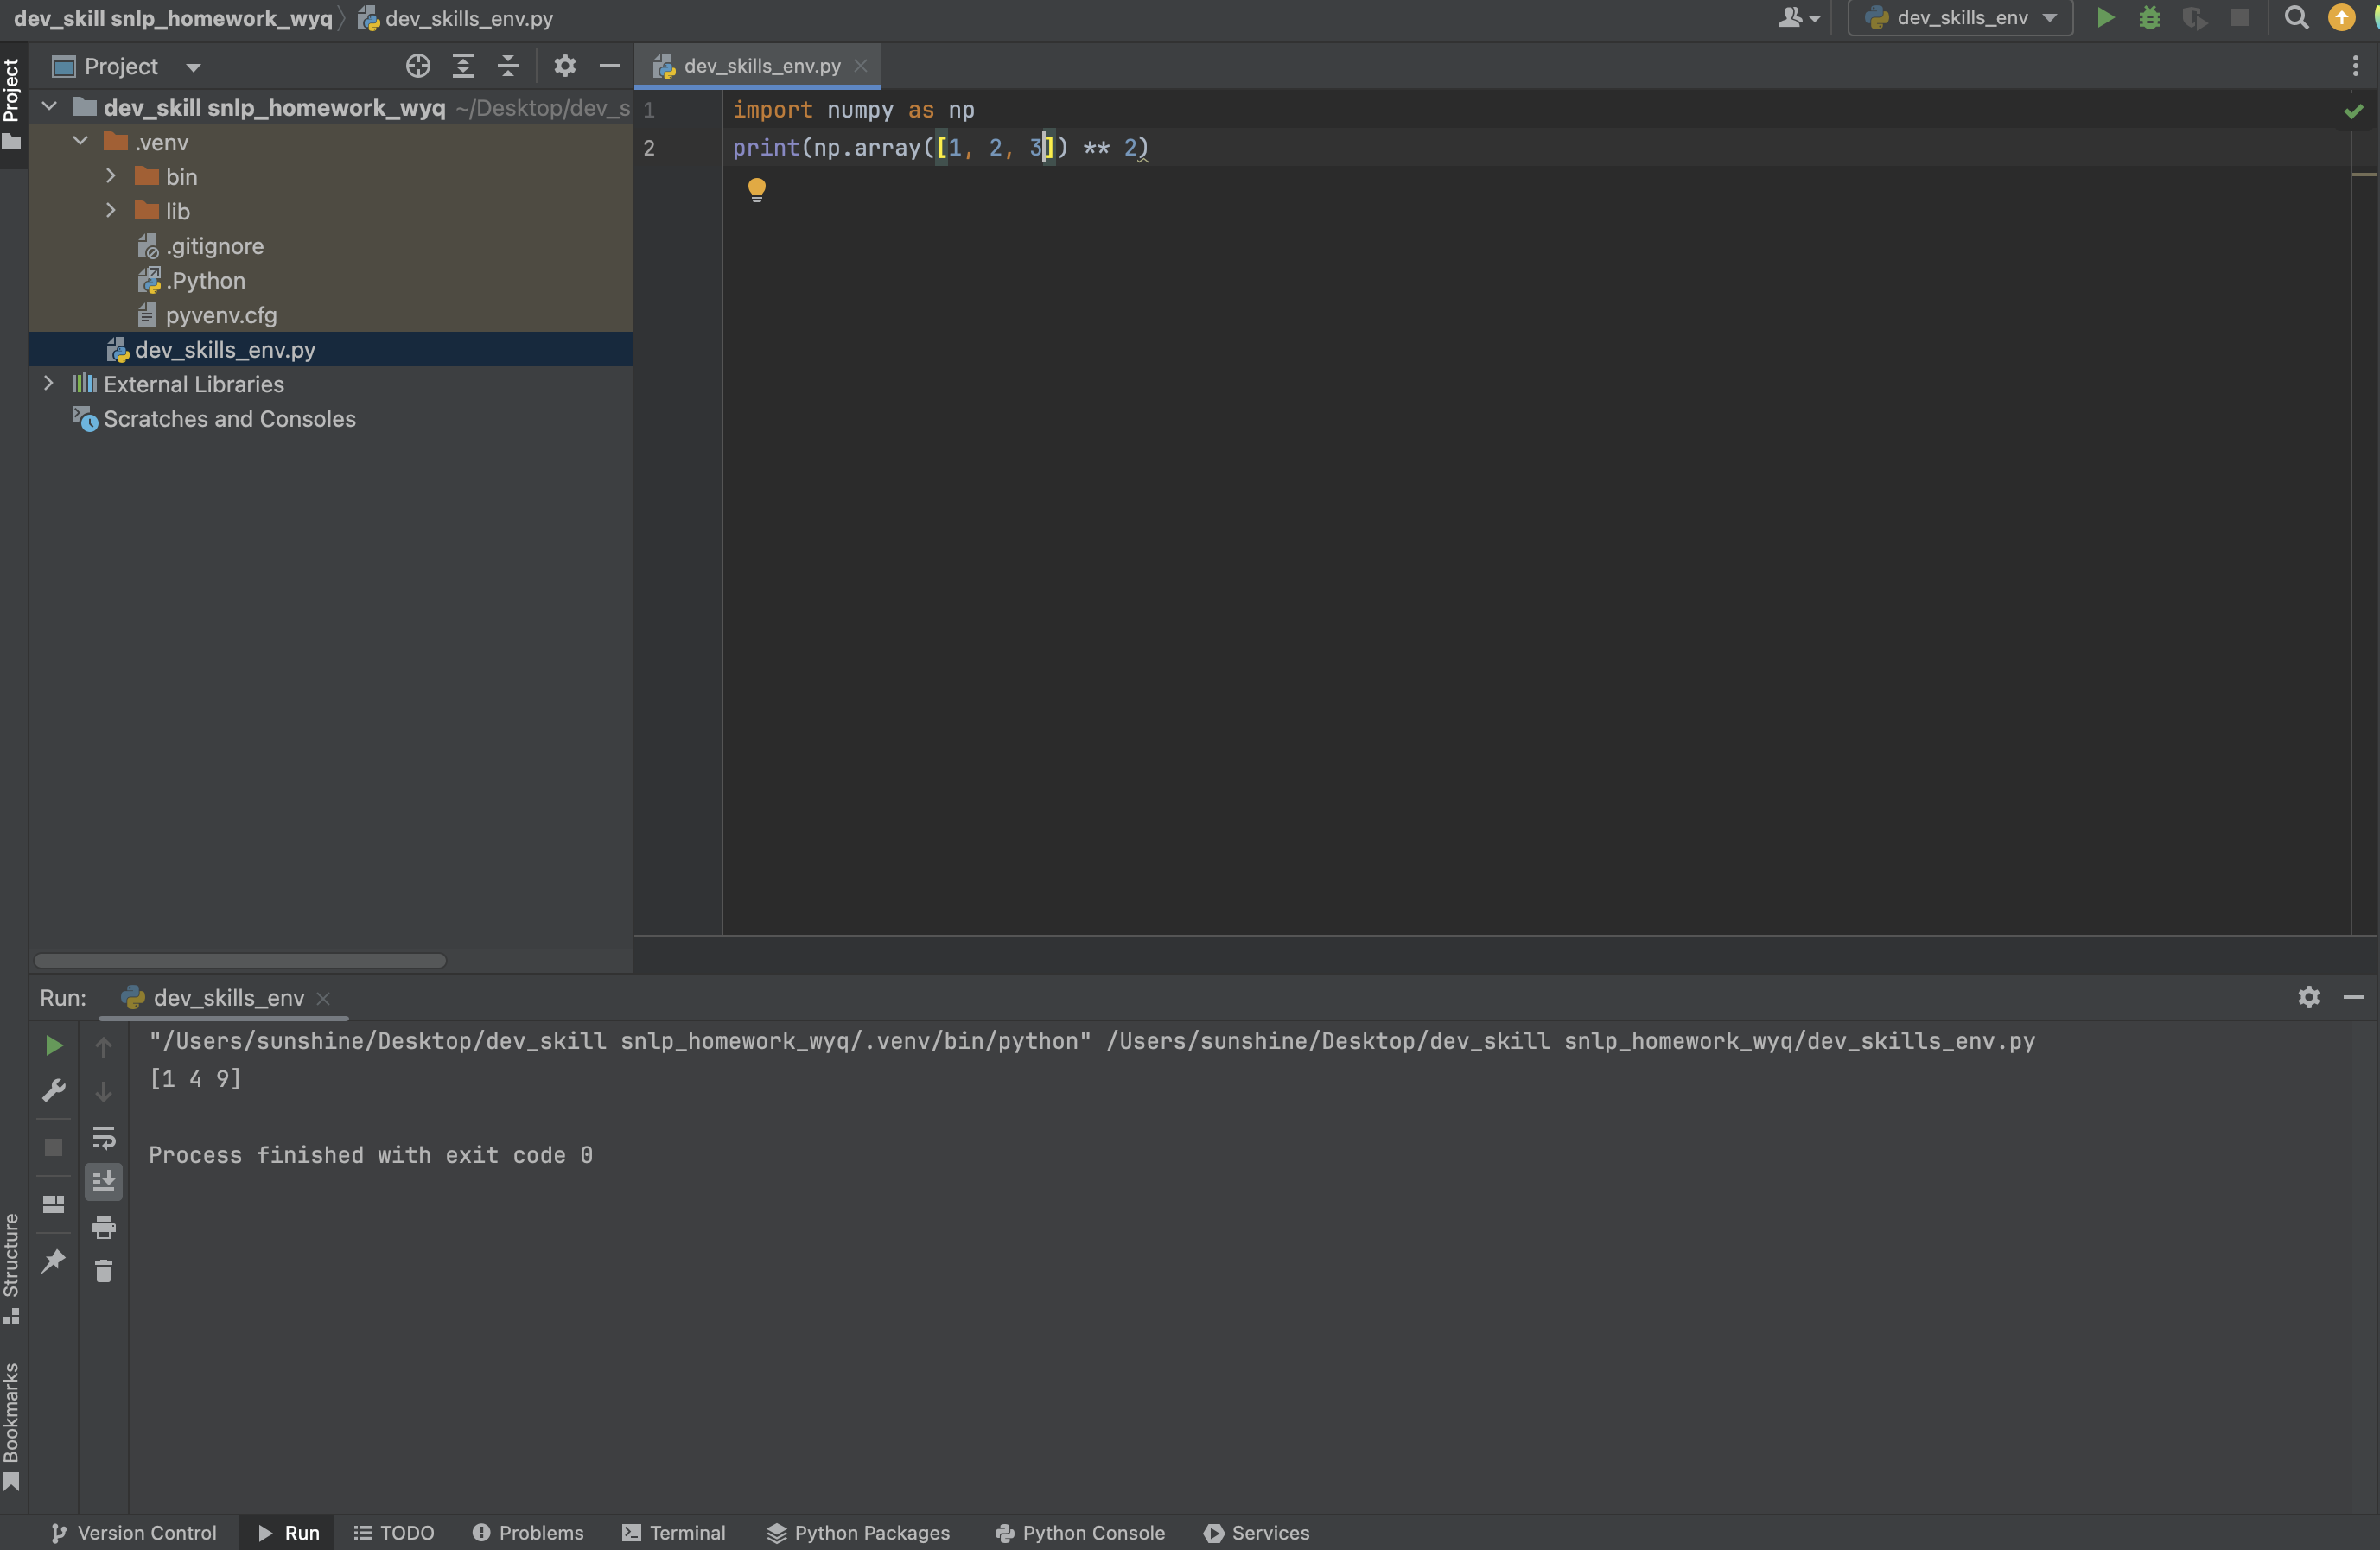 dev_skill snlp_homework_wyq dev_skills_env.py
dev_skills_env
Project
Project
dev_skills_env.py
dev_skill snlp_homework_wyq ~/Desktop/dev_s
.venv
bin
lib
.gitignore
.Python
pyvenv.cfg
dev_skills_env.py
External Libraries
Scratches and Consoles
1 import numpy as np
2 print(np.array([1, 2, 3]) ** 2)
Run: dev_skills_env
"/Users/sunshine/Desktop/dev_skill snlp_homework_wyq/.venv/bin/python" /Users/sunshine/Desktop/dev_skill snlp_homework_wyq/dev_skills_env.py
[1 4 9]
Process finished with exit code 0
Structure
Bookmarks
Version Control Run TODO Problems Terminal Python Packages Python Console Services